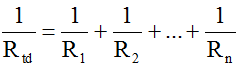 1/R_td = 1/R_1 + 1/R_2 + ... + 1/R_n